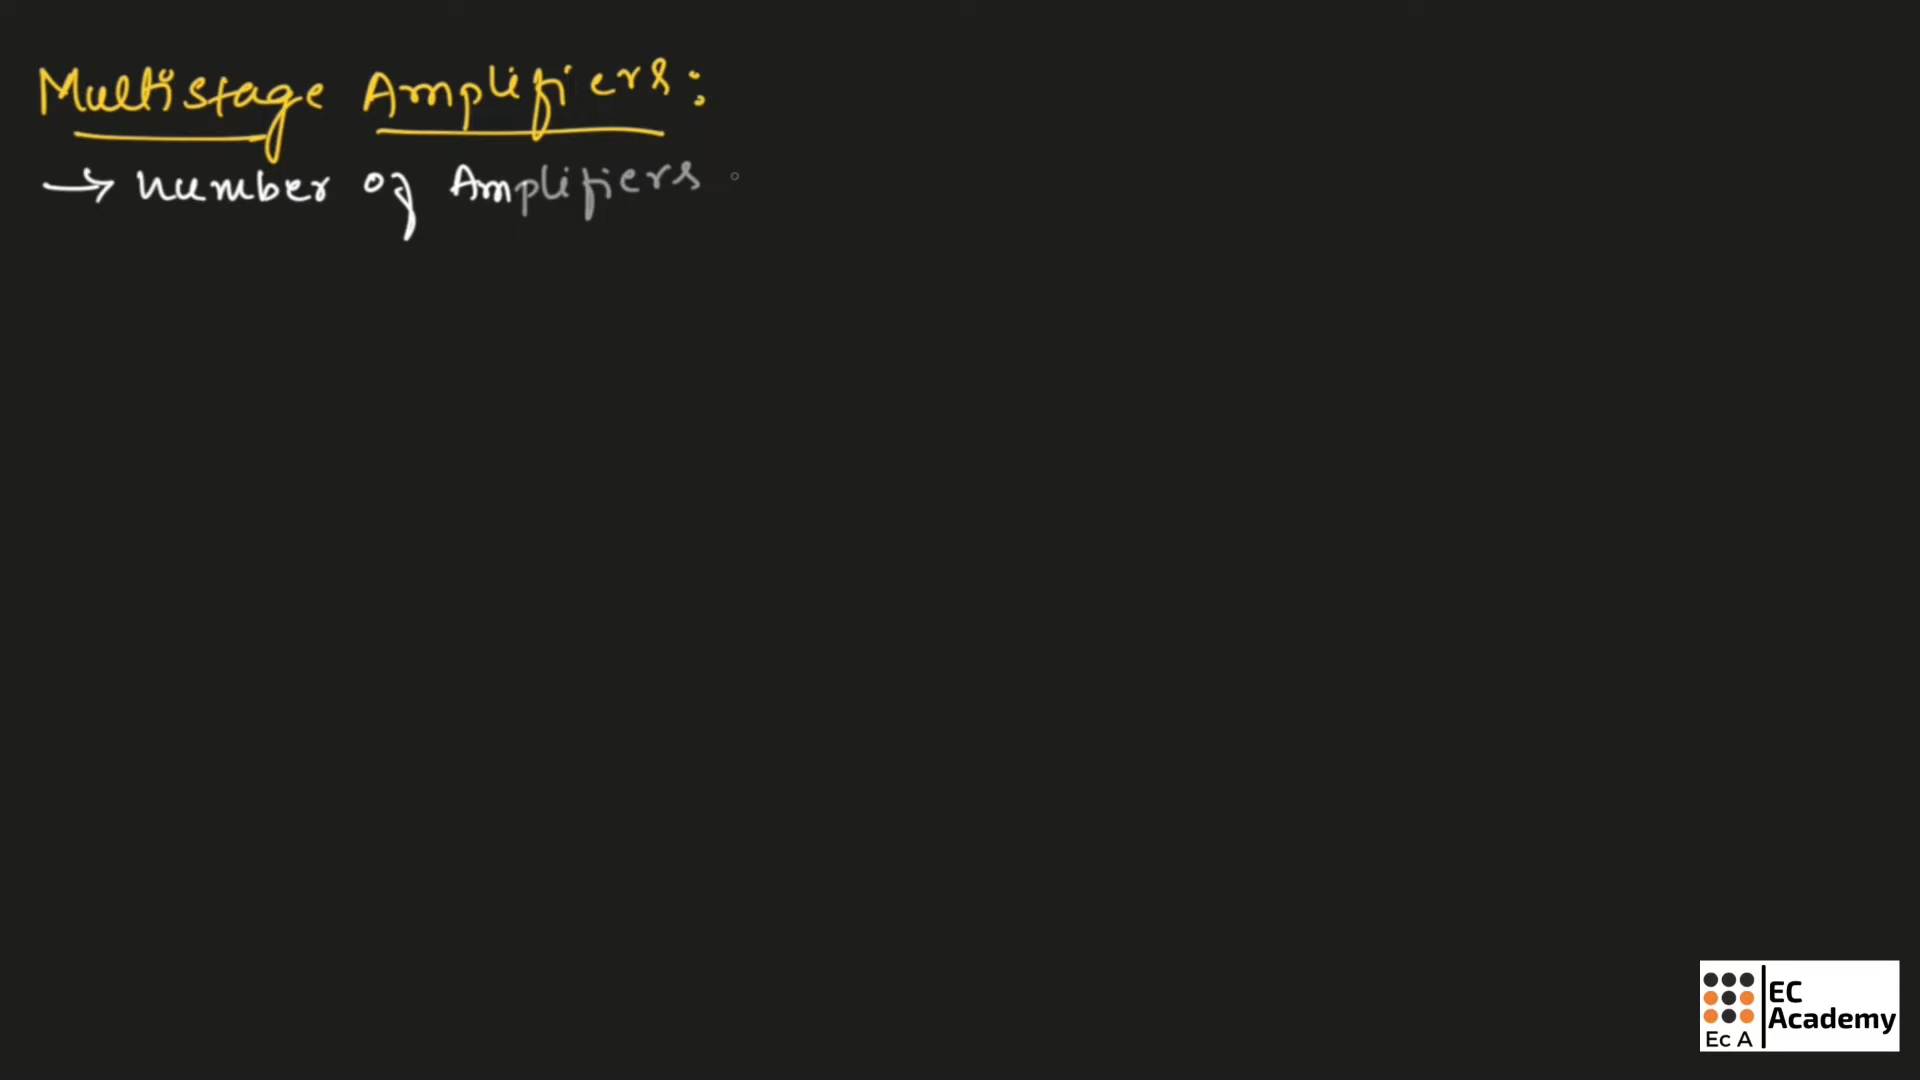 Multistage Amplifiers:
→ Number of Amplifiers
EC
Academy
Ec A